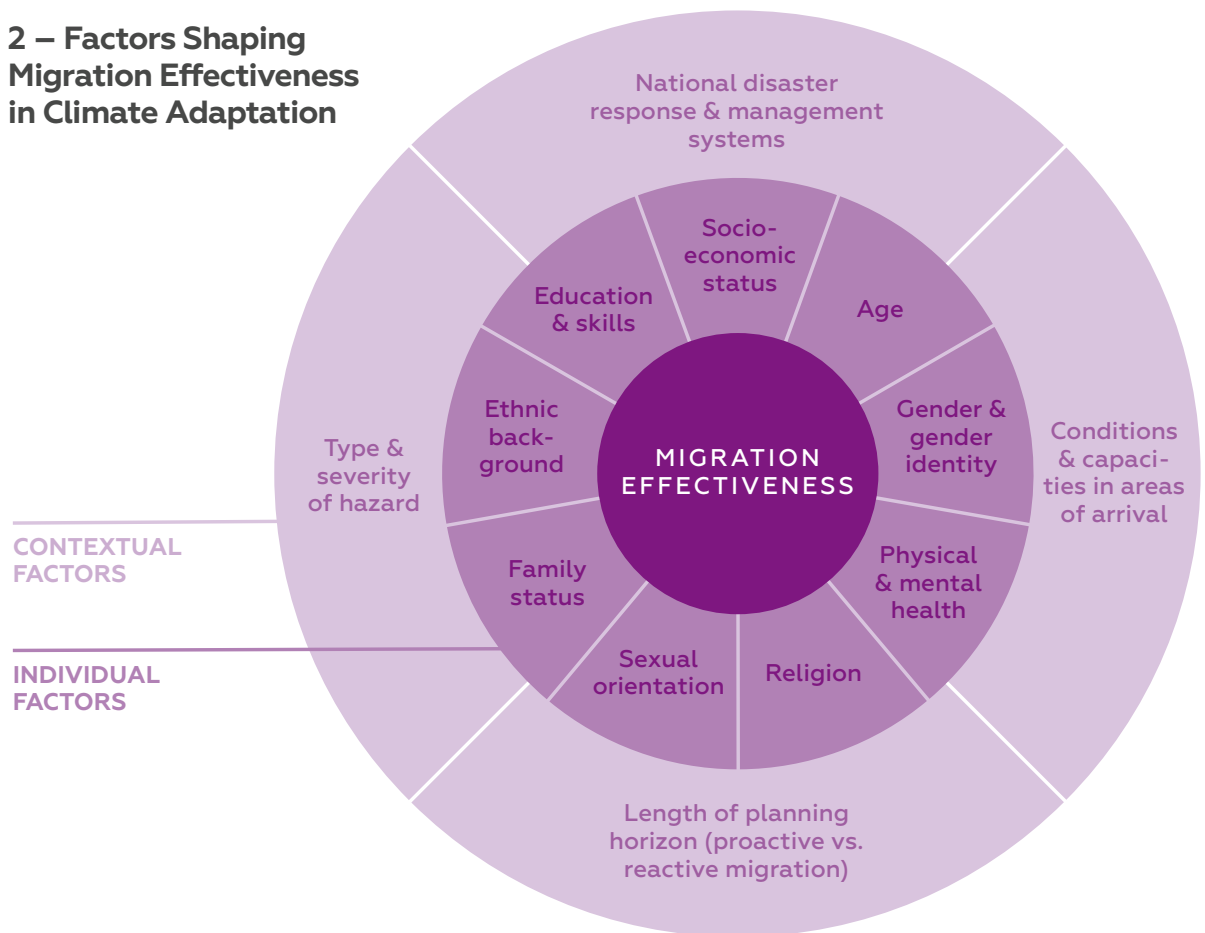 2 – Factors Shaping
Migration Effectiveness
in Climate Adaptation
National disaster
response & management
systems
Socio-
economic
status
Age
Education
& skills
Gender &
gender
identity
Ethnic
back-
ground
MIGRATION
EFFECTIVENESS
Conditions
& capaci-
ties in areas
of arrival
Type &
severity
of hazard
CONTEXTUAL
FACTORS
Family
status
Physical
& mental
health
Sexual
orientation
Religion
INDIVIDUAL
FACTORS
Length of planning
horizon (proactive vs.
reactive migration)